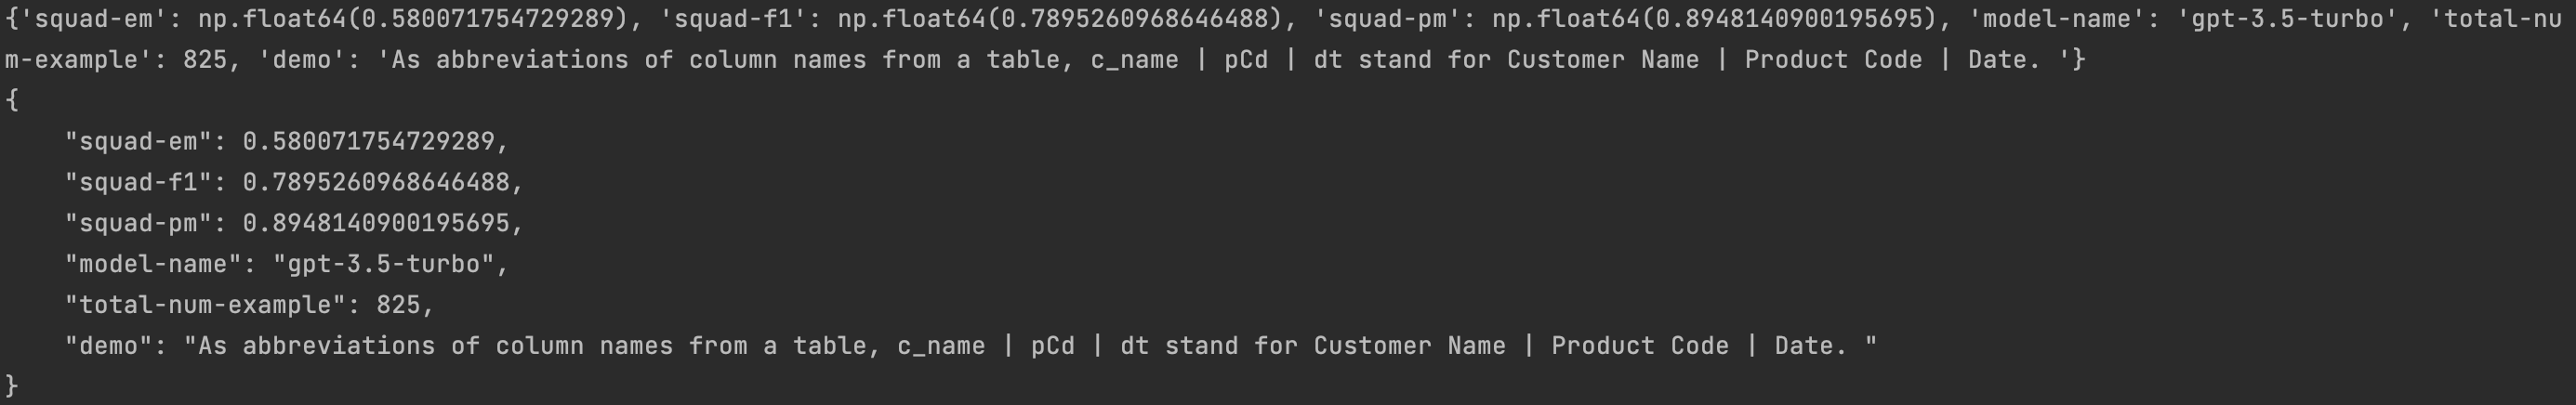 {'squad-em': np.float64(0.580071754729289), 'squad-f1': np.float64(0.7895260968646488), 'squad-pm': np.float64(0.8948140900195695), 'model-name': 'gpt-3.5-turbo', 'total-nu
m-example': 825, 'demo': 'As abbreviations of column names from a table, c_name | pCd | dt stand for Customer Name | Product Code | Date. '}
{
    "squad-em": 0.580071754729289,
    "squad-f1": 0.7895260968646488,
    "squad-pm": 0.8948140900195695,
    "model-name": "gpt-3.5-turbo",
    "total-num-example": 825,
    "demo": "As abbreviations of column names from a table, c_name | pCd | dt stand for Customer Name | Product Code | Date. "
}